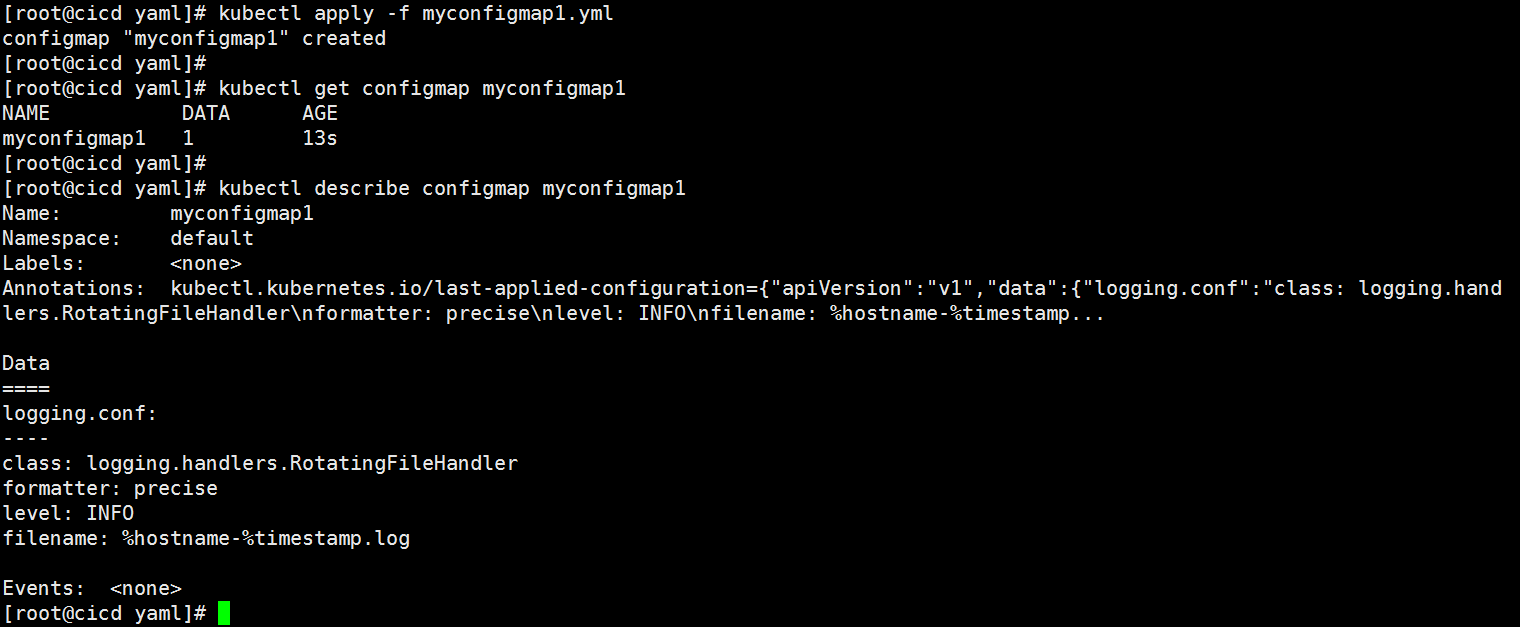 [root@cicd yaml]# kubectl apply -f myconfigmap1.yml
configmap "myconfigmap1" created
[root@cicd yaml]#
[root@cicd yaml]# kubectl get configmap myconfigmap1
NAME           DATA      AGE
myconfigmap1   1         13s
[root@cicd yaml]#
[root@cicd yaml]# kubectl describe configmap myconfigmap1
Name:         myconfigmap1
Namespace:    default
Labels:       <none>
Annotations:  kubectl.kubernetes.io/last-applied-configuration={"apiVersion":"v1","data":{"logging.conf":"class: logging.hand
lers.RotatingFileHandler\nformatter: precise\nlevel: INFO\nfilename: %hostname-%timestamp...

Data
====
logging.conf:
----
class: logging.handlers.RotatingFileHandler
formatter: precise
level: INFO
filename: %hostname-%timestamp.log

Events:  <none>
[root@cicd yaml]#